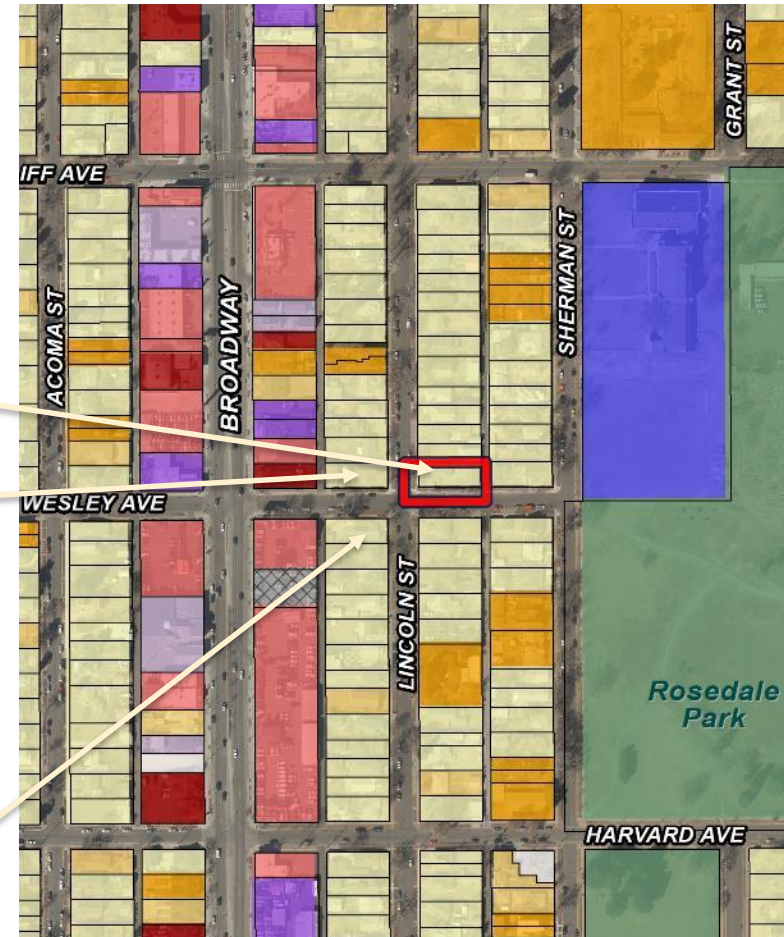 GRANT ST
IFF AVE
SHERMAN ST
ACOMA ST
BROADWAY
WESLEY AVE
LINCOLN ST
Rosedale
Park
HARVARD AVE